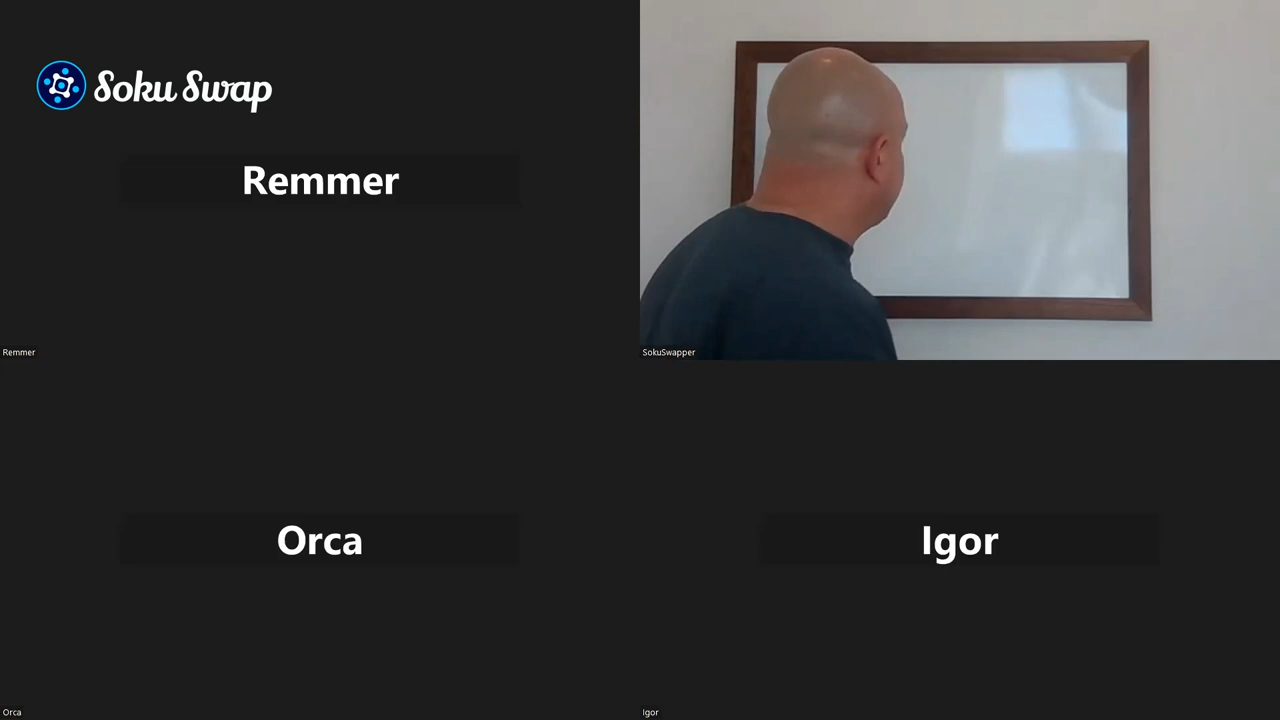 Soku Swap
Remmer
Remmer
SokuSwapper
Orca
Igor
Orca
Igor